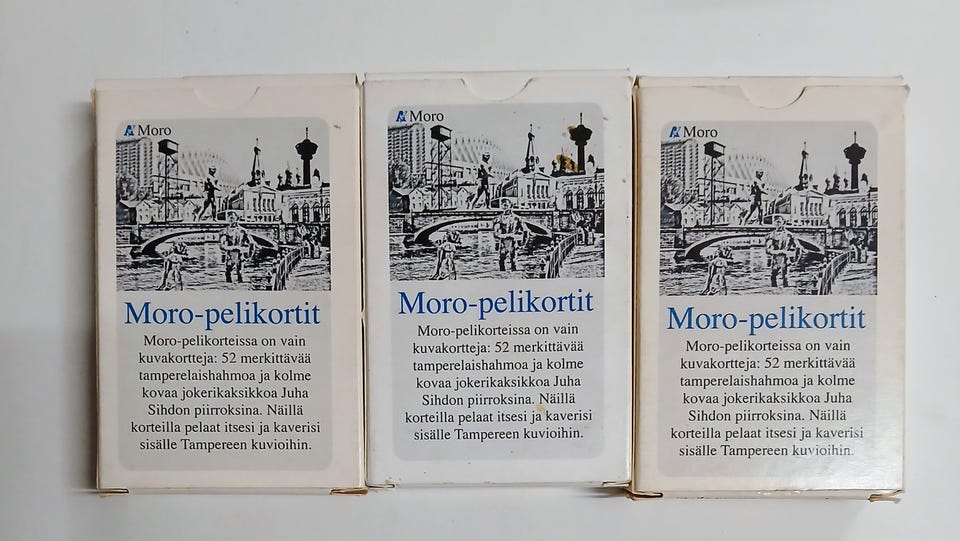 A Moro
Moro-pelikortit
Moro-pelikorteissa on vain
kuvakortteja: 52 merkittävää
tamperelaishahmoa ja kolme
kovaa jokerikaksikkoa Juha
Sihdon piirroksina. Näillä
korteilla pelaat itsesi ja kaverisi
sisälle Tampereen kuvioihin.
A Moro
Moro-pelikortit
Moro-pelikorteissa on vain
kuvakortteja: 52 merkittävää
tamperelaishahmoa ja kolme
kovaa jokerikaksikkoa Juha
Sihdon piirroksina. Näillä
korteilla pelaat itsesi ja kaverisi
sisälle Tampereen kuvioihin.
A Moro
Moro-pelikortit
Moro-pelikorteissa on vain
kuvakortteja: 52 merkittävää
tamperelaishahmoa ja kolme
kovaa jokerikaksikkoa Juha
Sihdon piirroksina. Näillä
korteilla pelaat itsesi ja kaverisi
sisälle Tampereen kuvioihin.